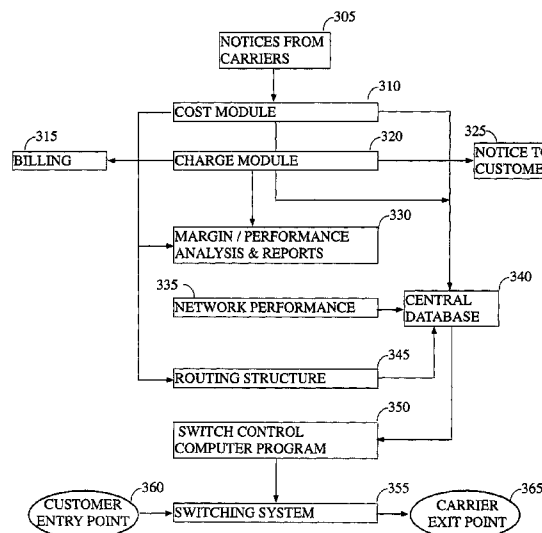 305
NOTICES FROM
CARRIERS
310
COST MODULE
315
BILLING
320
CHARGE MODULE
325
NOTICE TO
CUSTOME
330
MARGIN / PERFORMANCE
ANALYSIS & REPORTS
335
NETWORK PERFORMANCE
340
CENTRAL
DATABASE
345
ROUTING STRUCTURE
350
SWITCH CONTROL
COMPUTER PROGRAM
360
CUSTOMER
ENTRY POINT
355
SWITCHING SYSTEM
365
CARRIER
EXIT POINT